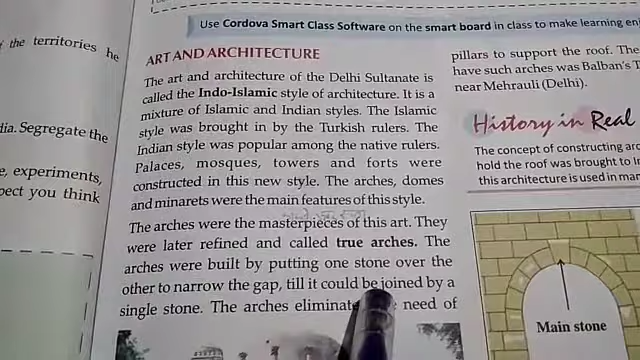 Use Cordova Smart Class Software on the smart board in class to make learning
the territories he
dia. Segregate the
experiments,
pect you think
ART AND ARCHITECTURE
The art and architecture of the Delhi Sultanate is
called the Indo-Islamic style of architecture. It is a
mixture of Islamic and Indian styles. The Islamic
style was brought in by the Turkish rulers. The
Indian style was popular among the native rulers.
Palaces, mosques, towers and forts were
constructed in this new style. The arches, domes
and minarets were the main features of this style.
The arches were the masterpieces of this art. They
were later refined and called true arches. The
arches were built by putting one stone over the
other to narrow the gap, till it could be joined by a
single stone. The arches eliminate need of
pillars to support the roof. The
have such arches was Balban's T
near Mehrauli (Delhi).
History in Real
The concept of constructing arc
hold the roof was brought to I
this architecture is used in man
Main stone